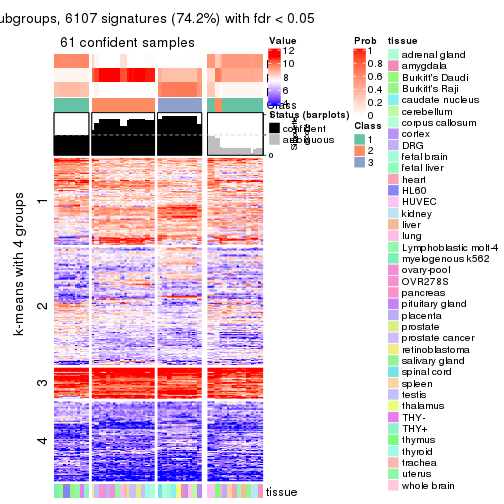 ubgroups, 6107 signatures (74.2%) with fdr < 0.05
61 confident samples
k-means with 4 groups
1
2
3
4
Value
12
10
8
6
4
Class
Status (barplots)
confident
ambiguous
0
Prob
1
0.8
0.6
0.4
0.2
0
Class
1
2
3
tissue
tissue
adrenal gland
amygdala
Burkitt's Daudi
Burkitt's Raji
caudate nucleus
cerebellum
corpus callosum
cortex
DRG
fetal brain
fetal liver
heart
HL60
HUVEC
kidney
liver
lung
Lymphoblastic molt-4
myelogenous k562
ovary-pool
OVR278S
pancreas
pituitary gland
placenta
prostate
prostate cancer
retinoblastoma
salivary gland
spinal cord
spleen
testis
thalamus
THY-
THY+
thymus
thyroid
trachea
uterus
whole brain